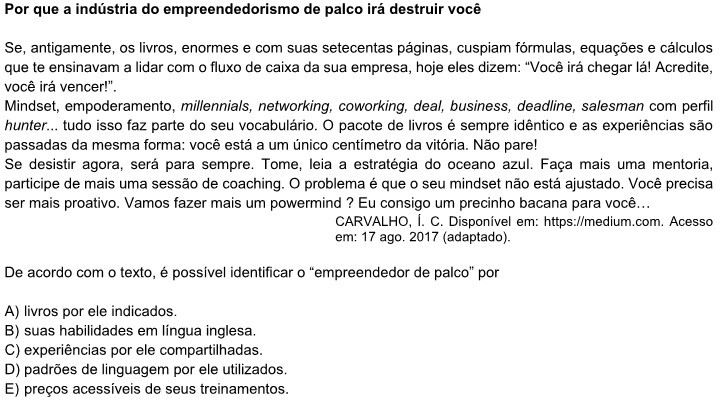 Por que a indústria do empreendedorismo de palco irá destruir você
Se, antigamente, os livros, enormes e com suas setecentas páginas, cuspiam fórmulas, equações e cálculos
que te ensinavam a lidar com o fluxo de caixa da sua empresa, hoje eles dizem: “Você irá chegar lá! Acredite,
você irá vencer!”.
Mindset, empoderamento, millennials, networking, coworking, deal, business, deadline, salesman com perfil
hunter... tudo isso faz parte do seu vocabulário. O pacote de livros é sempre idêntico e as experiências são
passadas da mesma forma: você está a um único centímetro da vitória. Não pare!
Se desistir agora, será para sempre. Tome, leia a estratégia do oceano azul. Faça mais uma mentoria,
participe de mais uma sessão de coaching. O problema é que o seu mindset não está ajustado. Você precisa
ser mais proativo. Vamos fazer mais um powermind ? Eu consigo um precinho bacana para você…
CARVALHO, Í. C. Disponível em: https://medium.com. Acesso
em: 17 ago. 2017 (adaptado).
De acordo com o texto, é possível identificar o “empreendedor de palco” por
A) livros por ele indicados.
B) suas habilidades em língua inglesa.
C) experiências por ele compartilhadas.
D) padrões de linguagem por ele utilizados.
E) preços acessíveis de seus treinamentos.